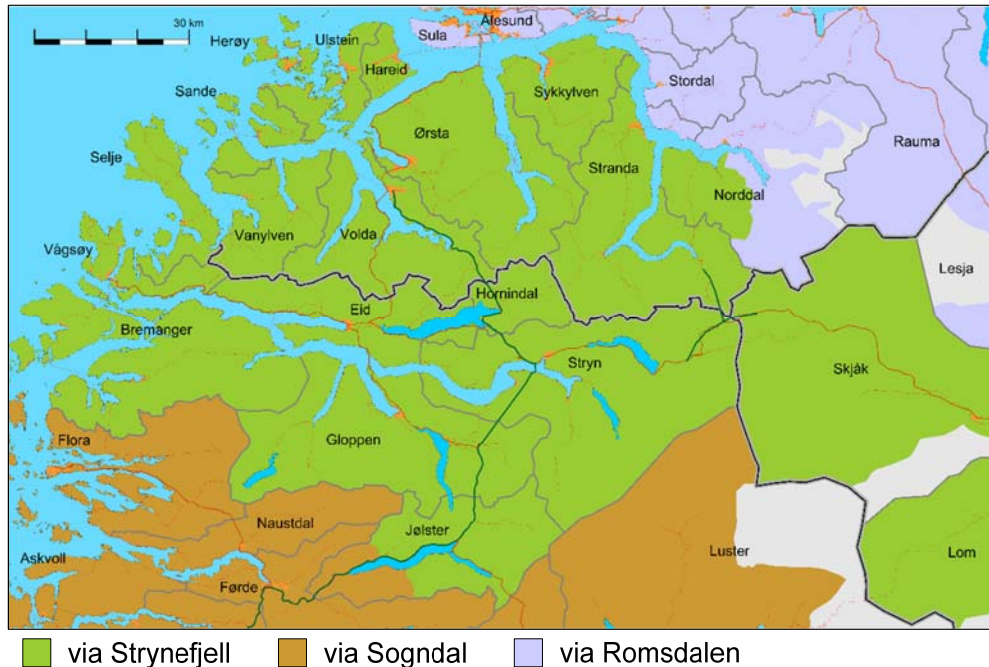 30 km
Ålesund
Herøy
Ulstein
Sula
Hareid
Stordal
Sande
Sykkylven
Ørsta
Rauma
Selje
Stranda
Norddal
Vågsøy
Vanylven
Volda
Lesja
Hornindal
Eid
Bremanger
Stryn
Skjåk
Flora
Gloppen
Naustdal
Jølster
Askvoll
Luster
Lom
Førde
via Strynefjell
via Sogndal
via Romsdalen